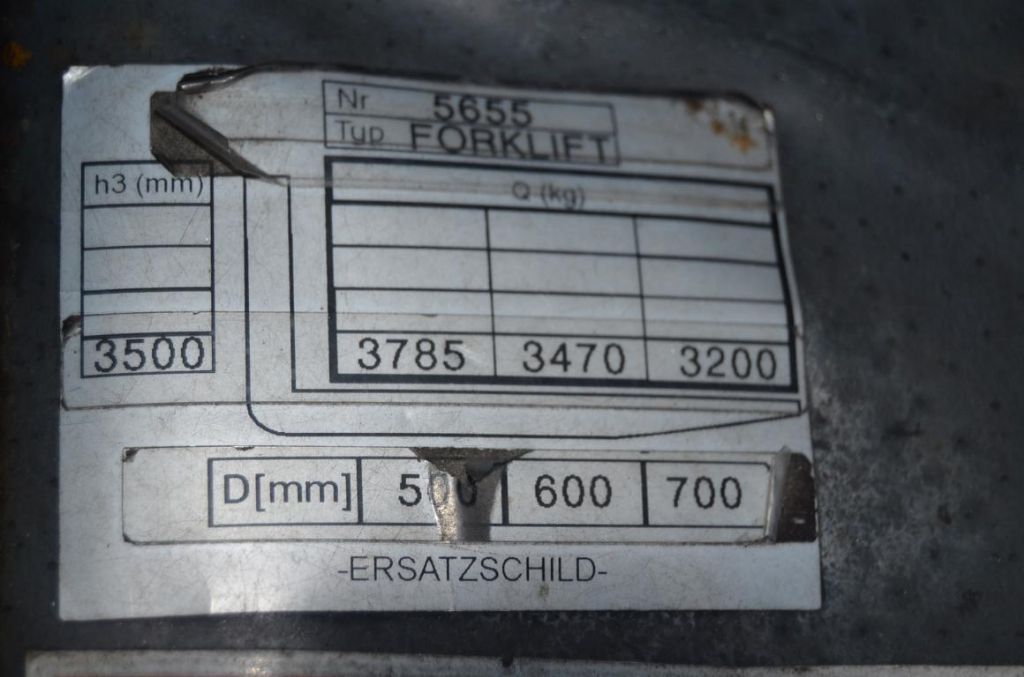 Nr 5655
Typ FORKLIFT
h3 (mm) Q (kg)
3500 3785 3470 3200
D[mm] 500 600 700
-ERSATZSCHILD-